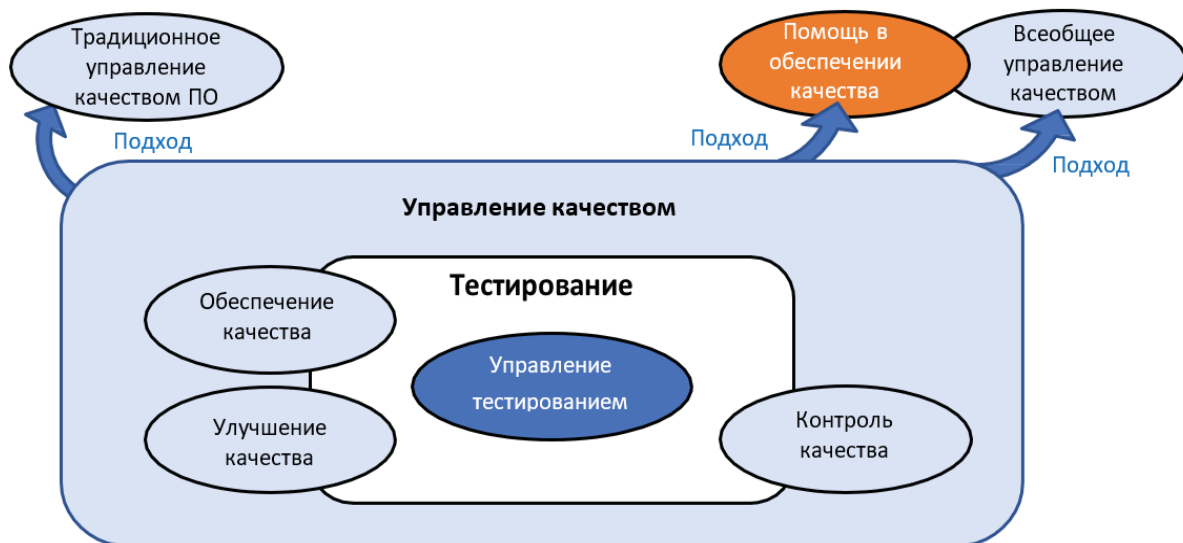 Традиционное
управление
качеством ПО
Помощь в
обеспечении
качества
Всеобщее
управление
качеством
Подход
Подход
Подход
Управление качеством
Тестирование
Обеспечение
качества
Управление
тестированием
Улучшение
качества
Контроль
качества